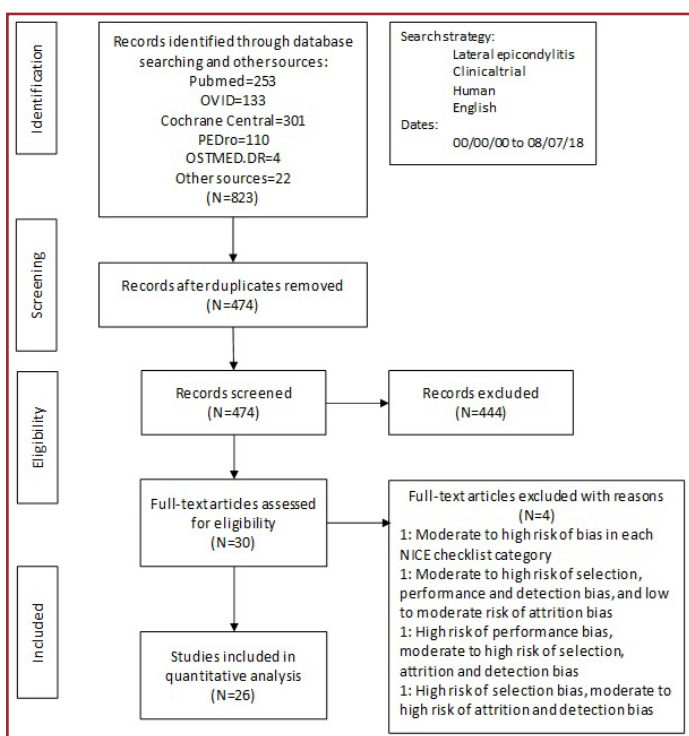 Identification
Records identified through database
searching and other sources:
Pubmed=253
OVID=133
Cochrane Central=301
PEDro=110
OSTMED.DR=4
Other sources=22
(N=823)
Search strategy:
Lateral epicondylitis
Clinicaltrial
Human
English
Dates:
00/00/00 to 08/07/18
Screening
Records after duplicates removed
(N=474)
Eligibility
Records screened
(N=474)
Records excluded
(N=444)
Full-text articles assessed
for eligibility
(N=30)
Full-text articles excluded with reasons
(N=4)
1: Moderate to high risk of bias in each
NICE checklist category
1: Moderate to high risk of selection,
performance and detection bias, and low
to moderate risk of attrition bias
1: High risk of performance bias,
moderate to high risk of selection,
attrition and detection bias
1: High risk of selection bias, moderate to
high risk of attrition and detection bias
Included
Studies included in
quantitative analysis
(N=26)